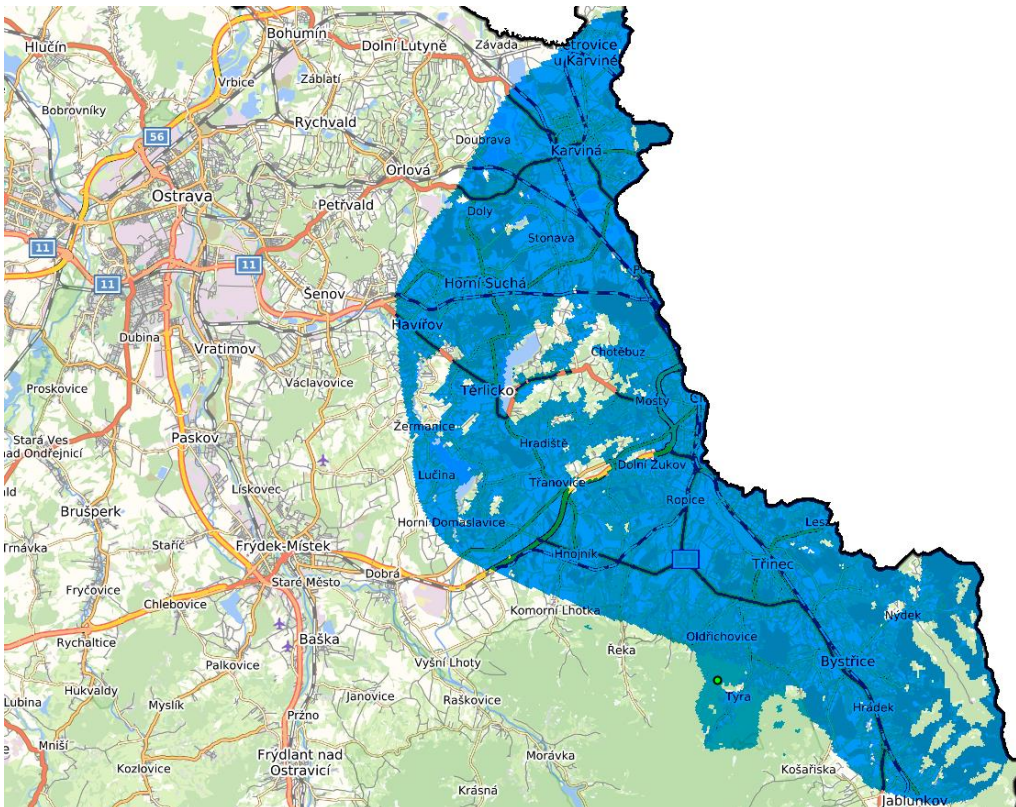 Hlučín
Bohumín
Dolní Lutyně
Závada
Petrovice
u Karviné
Vrbice
Záblatí
Bobrovníky
Rychvald
56
Doubrava
Karviná
Orlová
Ostrava
Petřvald
Doly
Stonava
11
11
11
Šenov
Horní Suchá
Havířov
Dubina
Vratimov
Chotěbuz
Václavovice
Proskovice
Těrlicko
Mosty
Žermanice
Stará Ves
nad Ondřejnicí
Paskov
Hradiště
Dolní Žukov
Lučina
Třanovice
Lískovec
Ropice
Brušperk
Horní Domaslavice
Trnávka
Staříč
Frýdek-Místek
Hnojník
Třinec
Dobrá
Staré Město
Fryčovice
Chlebovice
Komorní Lhotka
Nýdek
Baška
Oldřichovice
Rychaltice
Řeka
Palkovice
Vyšní Lhoty
Bystřice
Hukvaldy
Janovice
Raškovice
Tyra
Lubina
Myslík
Hrádek
Pržno
Mniší
Frýdlant nad
Ostravicí
Morávka
Kozlovice
Košařiska
Krásná
Jablunkov